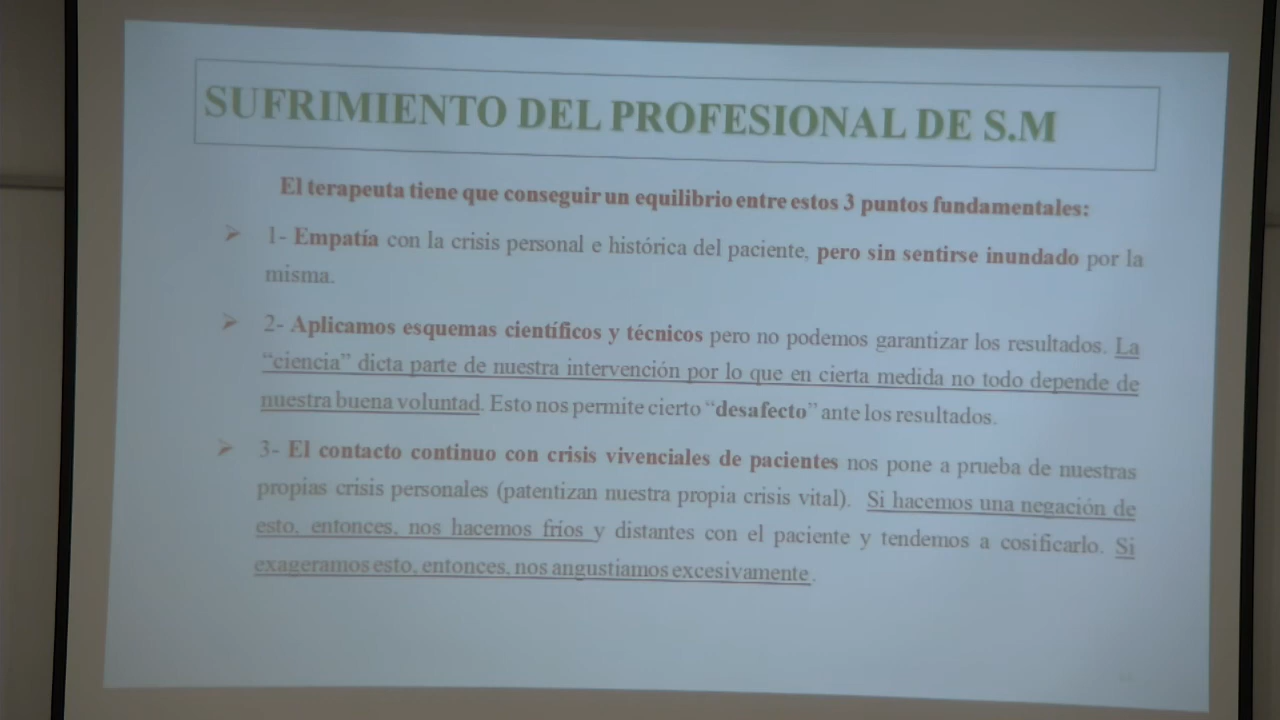 SUFRIMIENTO DEL PROFESIONAL DE S.M
El terapeuta tiene que conseguir un equilibrio entre estos 3 puntos fundamentales:
1- Empatía con la crisis personal e histórica del paciente, pero sin sentirse inundado por la
misma.
2- Aplicamos esquemas científicos y técnicos pero no podemos garantizar los resultados. La
“ciencia” dicta parte de nuestra intervención por lo que en cierta medida no todo depende de
nuestra buena voluntad. Esto nos permite cierto “desafecto” ante los resultados.
3- El contacto continuo con crisis vivenciales de pacientes nos pone a prueba de nuestras
propias crisis personales (patentizan nuestra propia crisis vital). Si hacemos una negación de
esto, entonces, nos hacemos fríos y distantes con el paciente y tendemos a cosificarlo. Si
exageramos esto, entonces, nos angustiamos excesivamente.